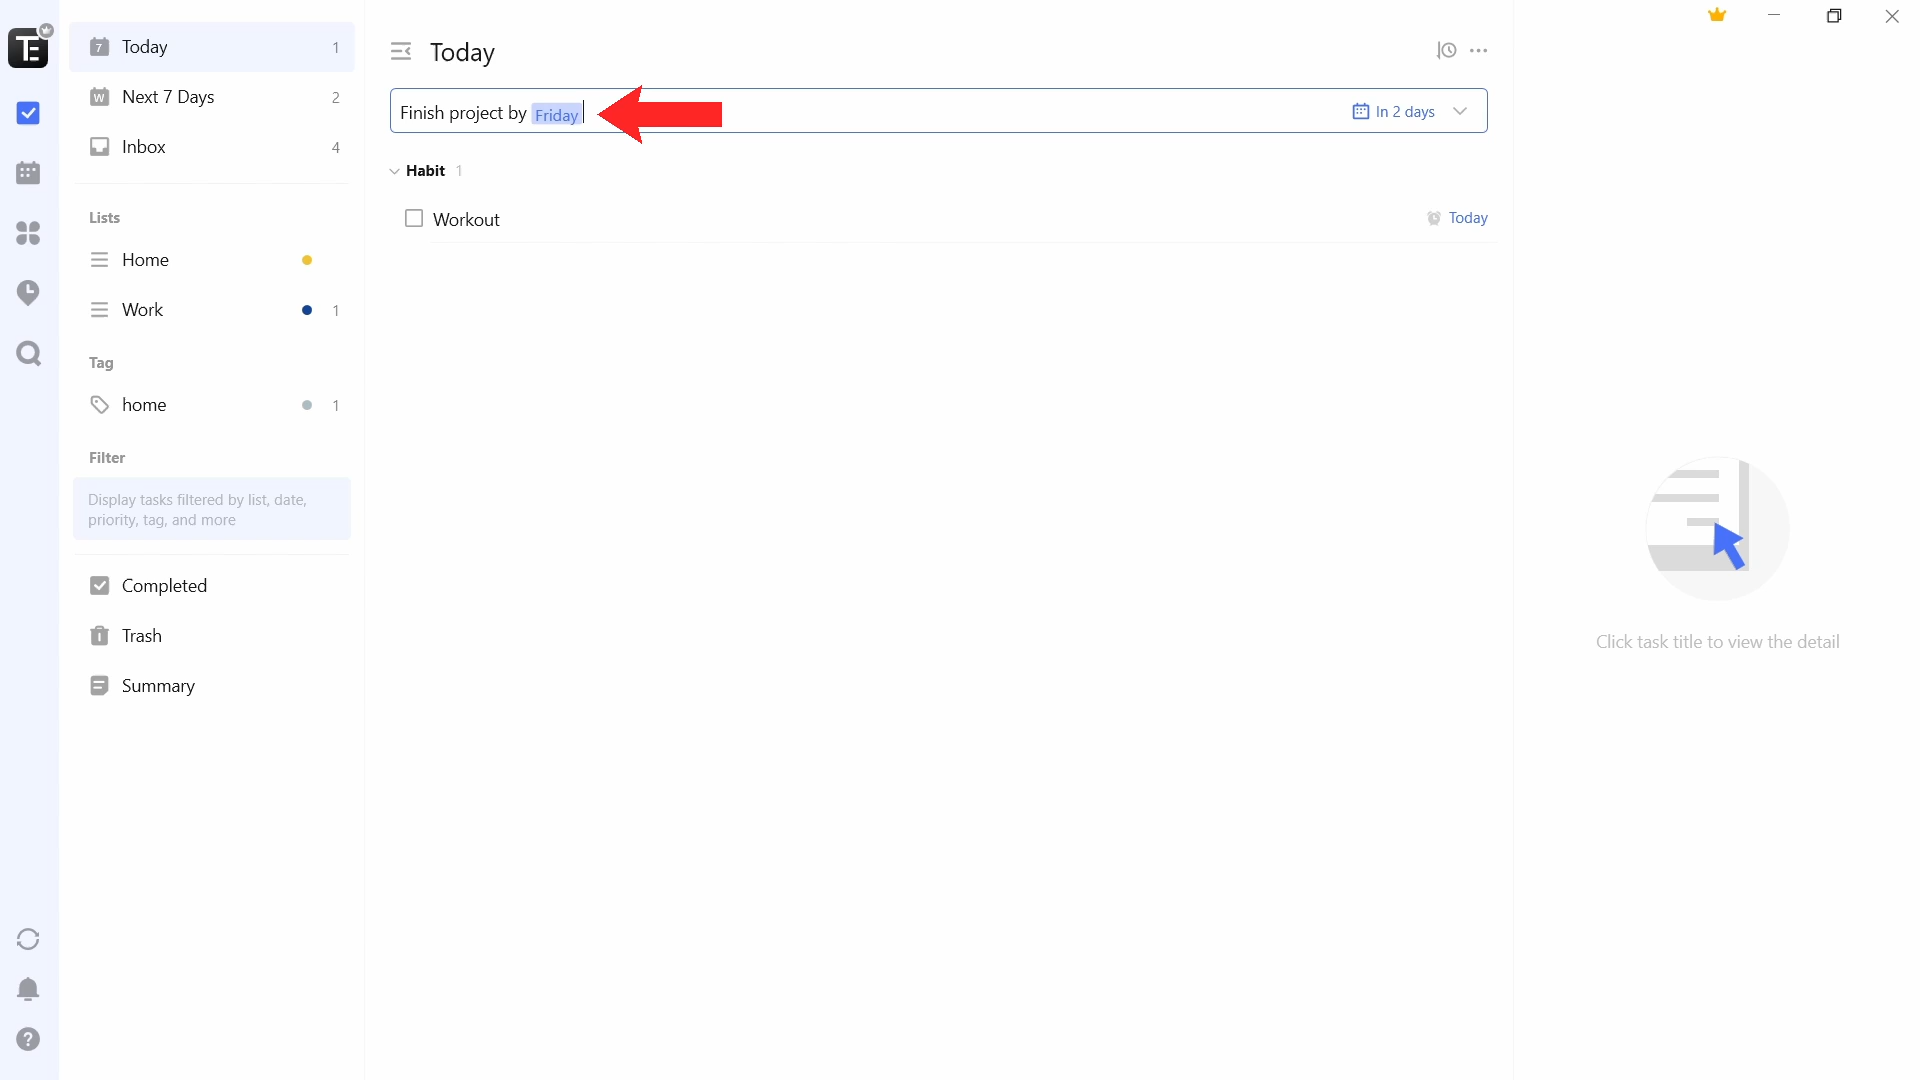 TE
7 Today 1
W Next 7 Days 2
Inbox 4
Lists
Home
Work 1
Tag
home 1
Filter
Display tasks filtered by list, date,
priority, tag, and more
Completed
Trash
Summary
?
Today
Finish project by Friday In 2 days
Habit 1
Workout Today
Click task title to view the detail